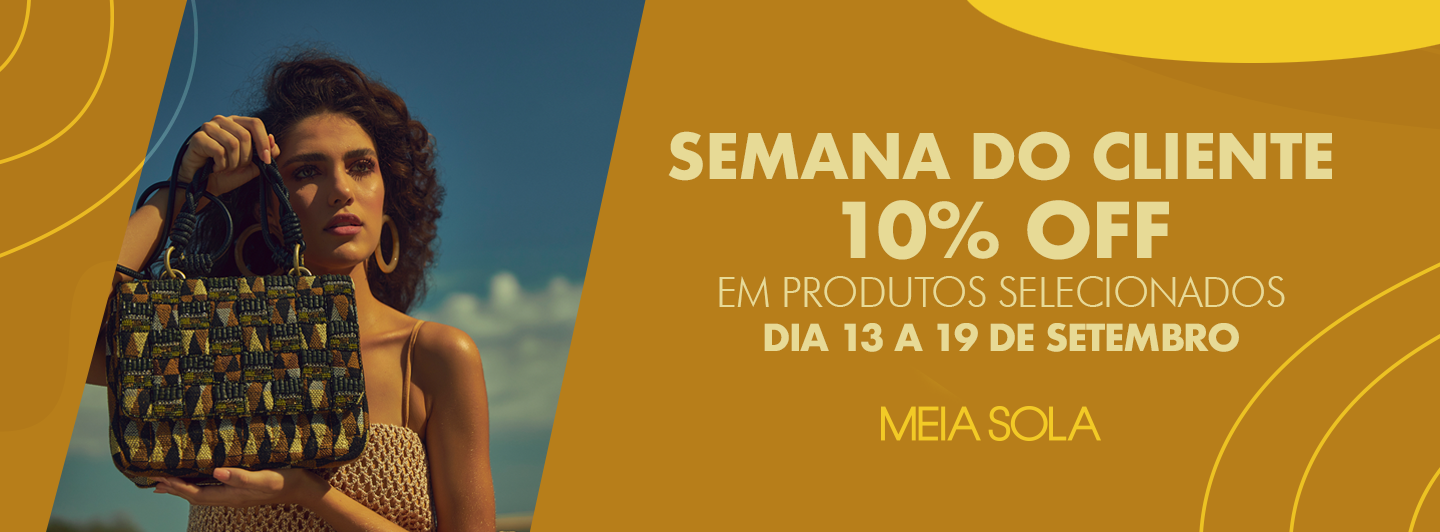 SEMANA DO CLIENTE
10% OFF
EM PRODUTOS SELECIONADOS
DIA 13 A 19 DE SETEMBRO
MEIA SOLA